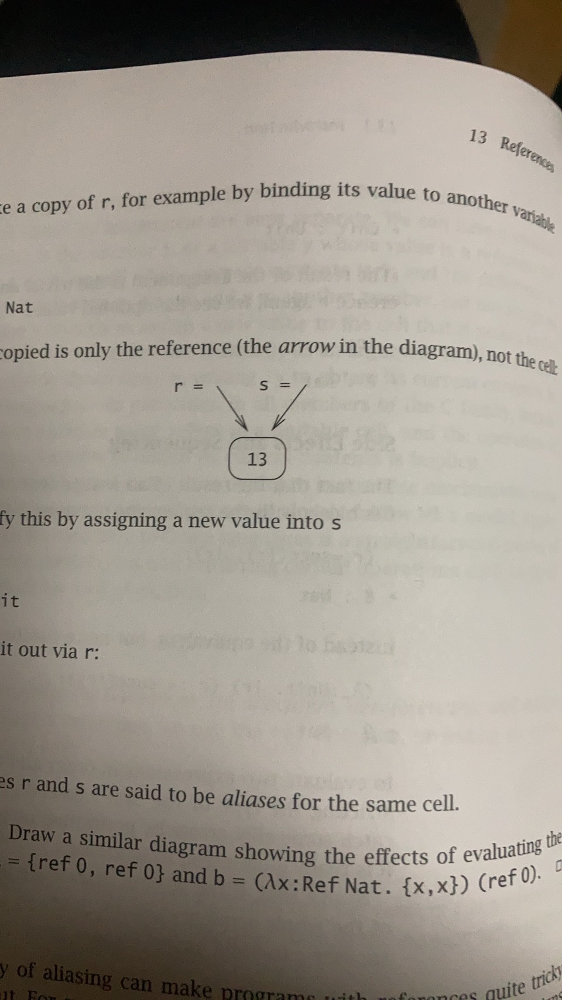 13 References
e a copy of r, for example by binding its value to another variable
Nat
copied is only the reference (the arrow in the diagram), not the cell:
r = s =
13
fy this by assigning a new value into s
it
it out via r:
es r and s are said to be aliases for the same cell.
Draw a similar diagram showing the effects of evaluating the
= {ref 0, ref 0} and b = (λx:Ref Nat. {x,x}) (ref 0). □
y of aliasing can make programs with references quite tricky